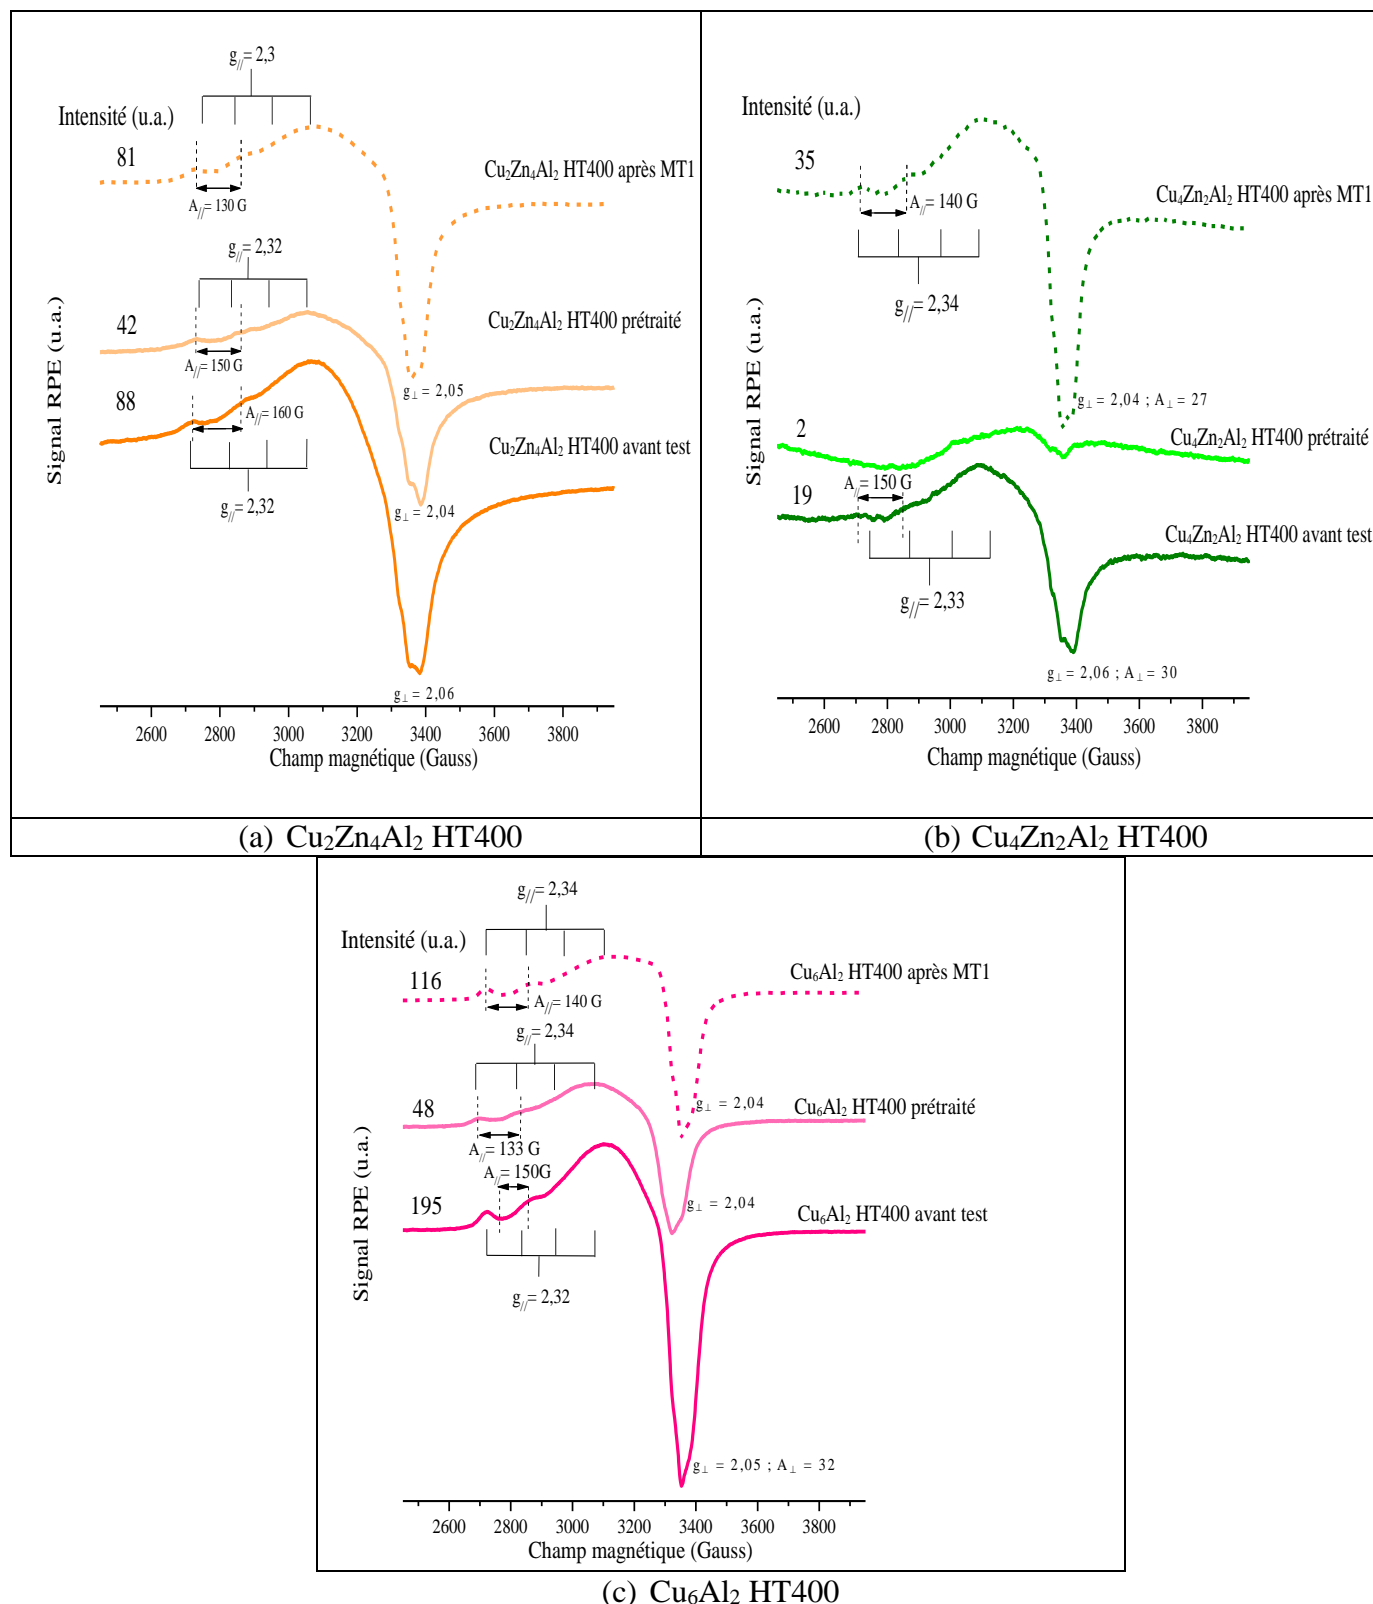 g// = 2,3
Intensité (u.a.)
81
A// = 130 G
Cu₂Zn₄Al₂ HT400 après MT1
g// = 2,32
42
A// = 150 G
Cu₂Zn₄Al₂ HT400 prétraité
g⊥ = 2,05
88
A// = 160 G
Cu₂Zn₄Al₂ HT400 avant test
g// = 2,32
g⊥ = 2,04
g⊥ = 2,06
Signal RPE (u.a.)
2600 2800 3000 3200 3400 3600 3800
Champ magnétique (Gauss)
(a) Cu₂Zn₄Al₂ HT400
Intensité (u.a.)
35
Cu₄Zn₂Al₂ HT400 après MT1
A// = 140 G
g// = 2,34
g⊥ = 2,04 ; A⊥ = 27
2
Cu₄Zn₂Al₂ HT400 prétraité
19
A// = 150 G
Cu₄Zn₂Al₂ HT400 avant test
g// = 2,33
g⊥ = 2,06 ; A⊥ = 30
Signal RPE (u.a.)
2600 2800 3000 3200 3400 3600 3800
Champ magnétique (Gauss)
(b) Cu₄Zn₂Al₂ HT400
g// = 2,34
Intensité (u.a.)
116
Cu₆Al₂ HT400 après MT1
A// = 140 G
g// = 2,34
48
g⊥ = 2,04
Cu₆Al₂ HT400 prétraité
A// = 133 G
A// = 150G
195
g⊥ = 2,04
Cu₆Al₂ HT400 avant test
g// = 2,32
g⊥ = 2,05 ; A⊥ = 32
Signal RPE (u.a.)
2600 2800 3000 3200 3400 3600 3800
Champ magnétique (Gauss)
(c) Cu₆Al₂ HT400